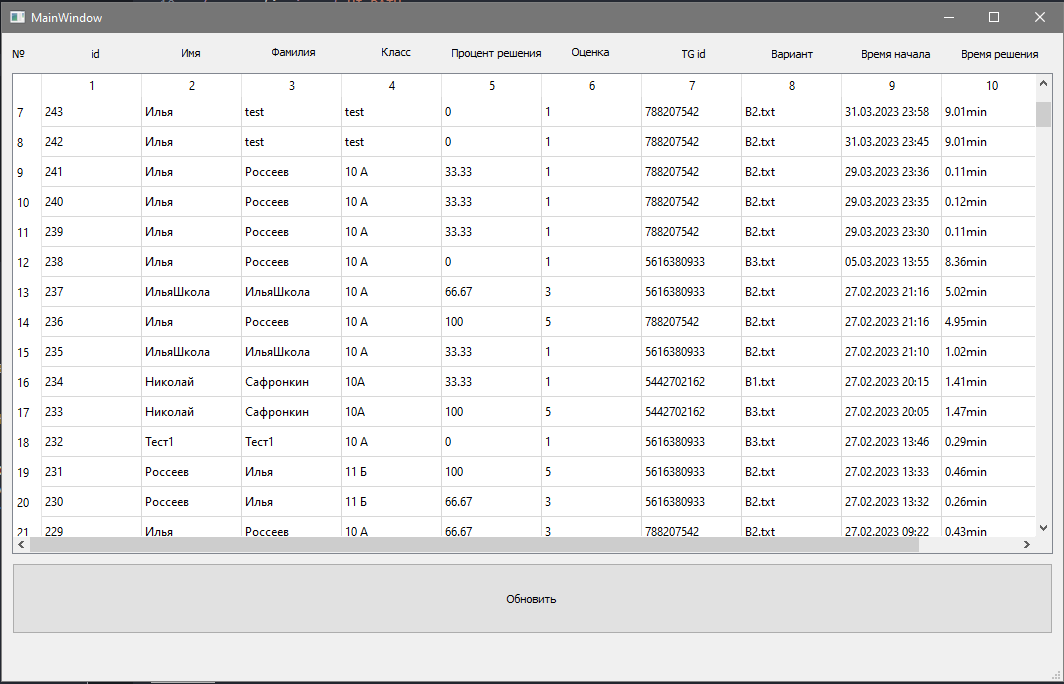 MainWindow
№ id Имя Фамилия Класс Процент решения Оценка TG id Вариант Время начала Время решения
1 2 3 4 5 6 7 8 9 10
7 243 Илья test test 0 1 788207542 B2.txt 31.03.2023 23:58 9.01min
8 242 Илья test test 0 1 788207542 B2.txt 31.03.2023 23:45 9.01min
9 241 Илья Россеев 10 А 33.33 1 788207542 B2.txt 29.03.2023 23:36 0.11min
10 240 Илья Россеев 10 А 33.33 1 788207542 B2.txt 29.03.2023 23:35 0.12min
11 239 Илья Россеев 10 А 33.33 1 788207542 B2.txt 29.03.2023 23:30 0.11min
12 238 Илья Россеев 10 А 0 1 5616380933 B3.txt 05.03.2023 13:55 8.36min
13 237 ИльяШкола ИльяШкола 10 А 66.67 3 5616380933 B2.txt 27.02.2023 21:16 5.02min
14 236 Илья Россеев 10 А 100 5 788207542 B2.txt 27.02.2023 21:16 4.95min
15 235 ИльяШкола ИльяШкола 10 А 33.33 1 5616380933 B2.txt 27.02.2023 21:10 1.02min
16 234 Николай Сафронкин 10А 33.33 1 5442702162 B1.txt 27.02.2023 20:15 1.41min
17 233 Николай Сафронкин 10А 100 5 5442702162 B3.txt 27.02.2023 20:05 1.47min
18 232 Тест1 Тест1 10 А 0 1 5616380933 B3.txt 27.02.2023 13:46 0.29min
19 231 Россеев Илья 11 Б 100 5 5616380933 B2.txt 27.02.2023 13:33 0.46min
20 230 Россеев Илья 11 Б 66.67 3 5616380933 B2.txt 27.02.2023 13:32 0.26min
21 229 Илья Россеев 10 А 66.67 3 788207542 B2.txt 27.02.2023 09:22 0.43min
Обновить